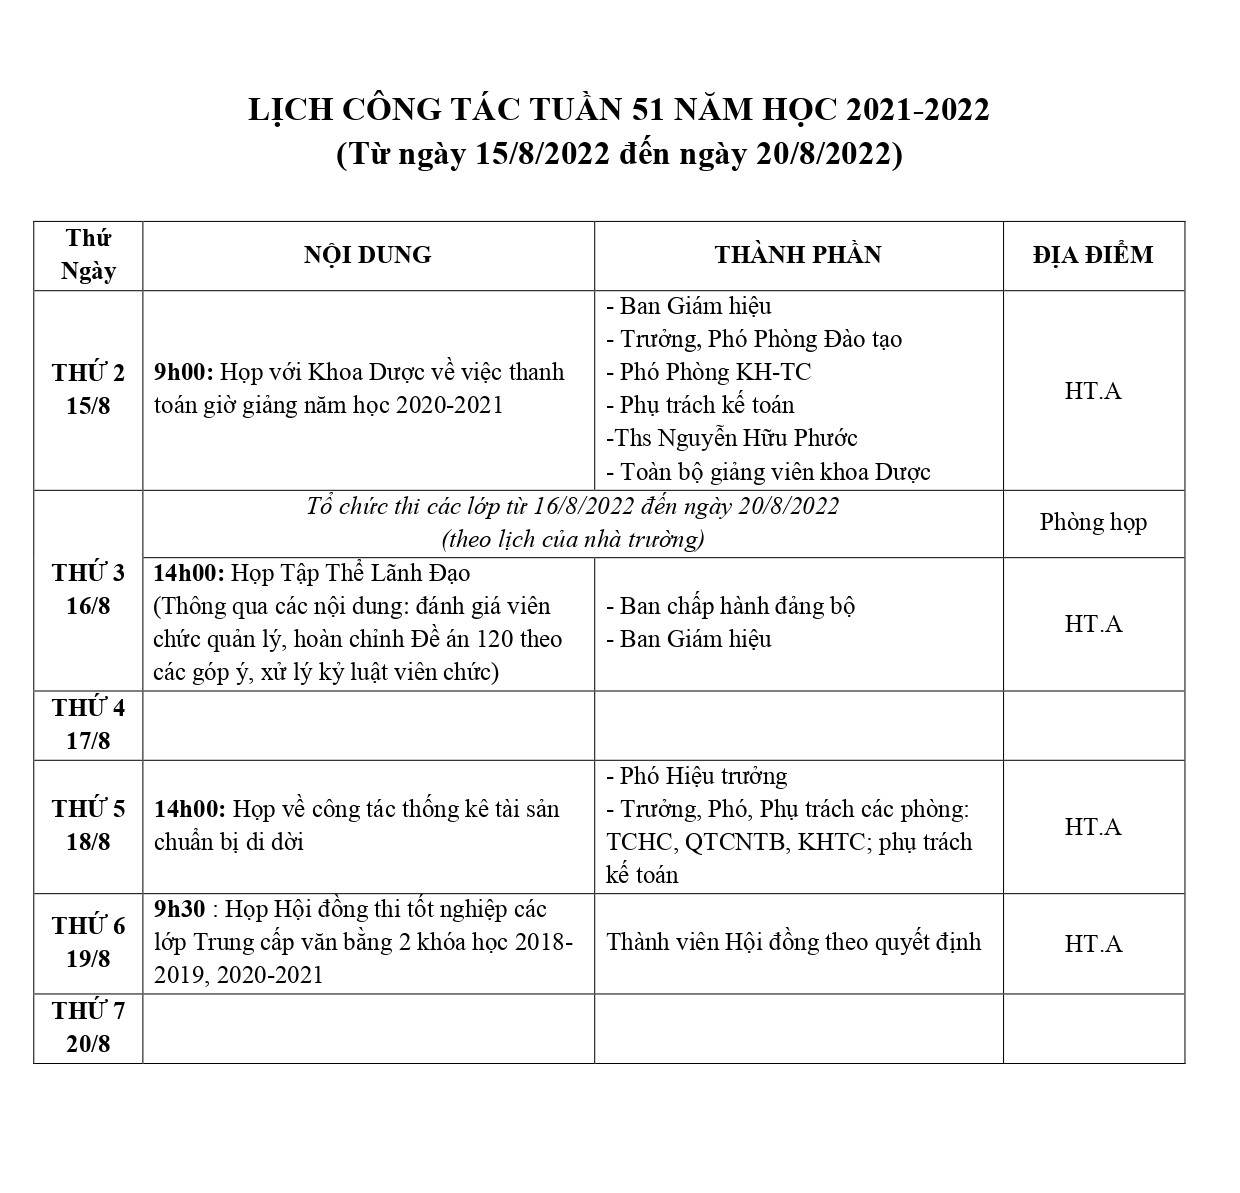 LỊCH CÔNG TÁC TUẦN 51 NĂM HỌC 2021-2022
(Từ ngày 15/8/2022 đến ngày 20/8/2022)
Thứ
Ngày
NỘI DUNG
THÀNH PHẦN
ĐỊA ĐIỂM
THỨ 2
15/8
9h00: Họp với Khoa Dược về việc thanh
toán giờ giảng năm học 2020-2021
- Ban Giám hiệu
- Trưởng, Phó Phòng Đào tạo
- Phó Phòng KH-TC
- Phụ trách kế toán
-Ths Nguyễn Hữu Phước
- Toàn bộ giảng viên khoa Dược
HT.A
THỨ 3
16/8
Tổ chức thi các lớp từ 16/8/2022 đến ngày 20/8/2022
(theo lịch của nhà trường)
Phòng họp
14h00: Họp Tập Thể Lãnh Đạo
(Thông qua các nội dung: đánh giá viên
chức quản lý, hoàn chỉnh Đề án 120 theo
các góp ý, xử lý kỷ luật viên chức)
- Ban chấp hành đảng bộ
- Ban Giám hiệu
HT.A
THỨ 4
17/8
THỨ 5
18/8
14h00: Họp về công tác thống kê tài sản
chuẩn bị di dời
- Phó Hiệu trưởng
- Trưởng, Phó, Phụ trách các phòng:
TCHC, QTCNTB, KHTC; phụ trách
kế toán
HT.A
THỨ 6
19/8
9h30 : Họp Hội đồng thi tốt nghiệp các
lớp Trung cấp văn bằng 2 khóa học 2018-
2019, 2020-2021
Thành viên Hội đồng theo quyết định
HT.A
THỨ 7
20/8